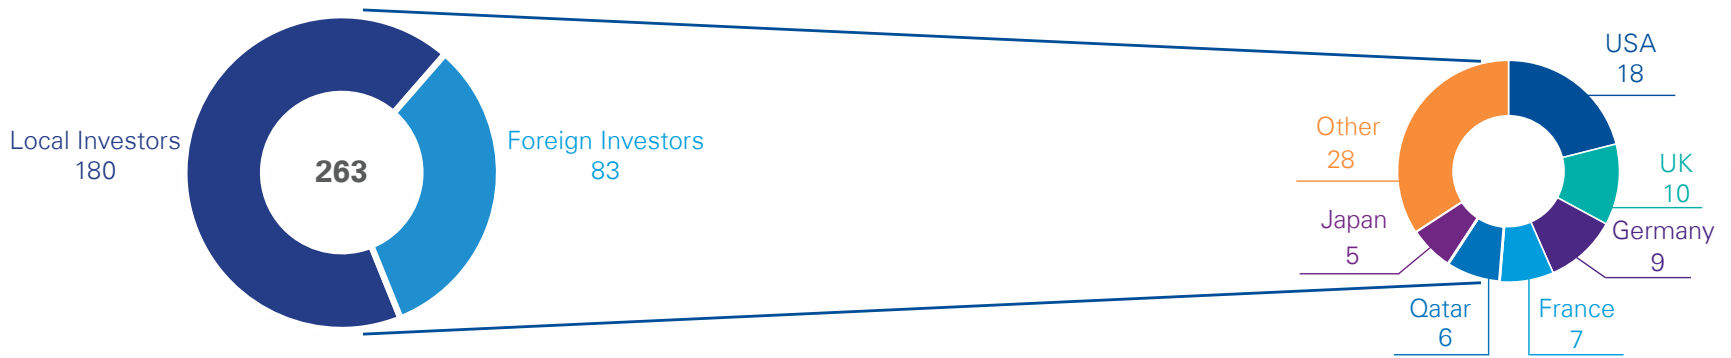 Local Investors
180
263
Foreign Investors
83
USA
18
UK
10
Germany
9
France
7
Qatar
6
Japan
5
Other
28